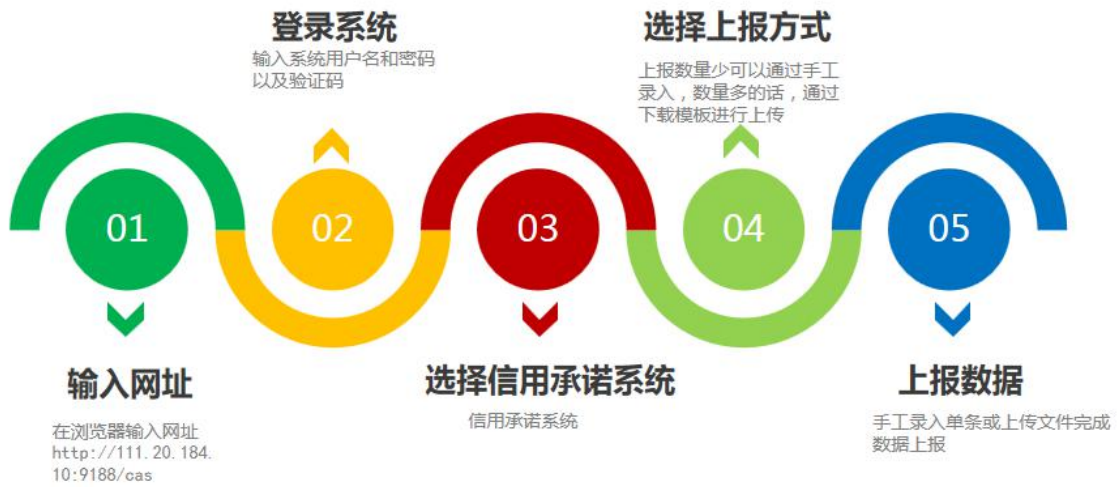 01
输入网址
在浏览器输入网址
http://111.20.184.
10:9188/cas
登录系统
输入系统用户名和密码
以及验证码
02
03
选择信用承诺系统
信用承诺系统
选择上报方式
上报数量少可以通过手工
录入，数量多的话，通过
下载模板进行上传
04
05
上报数据
手工录入单条或上传文件完成
数据上报